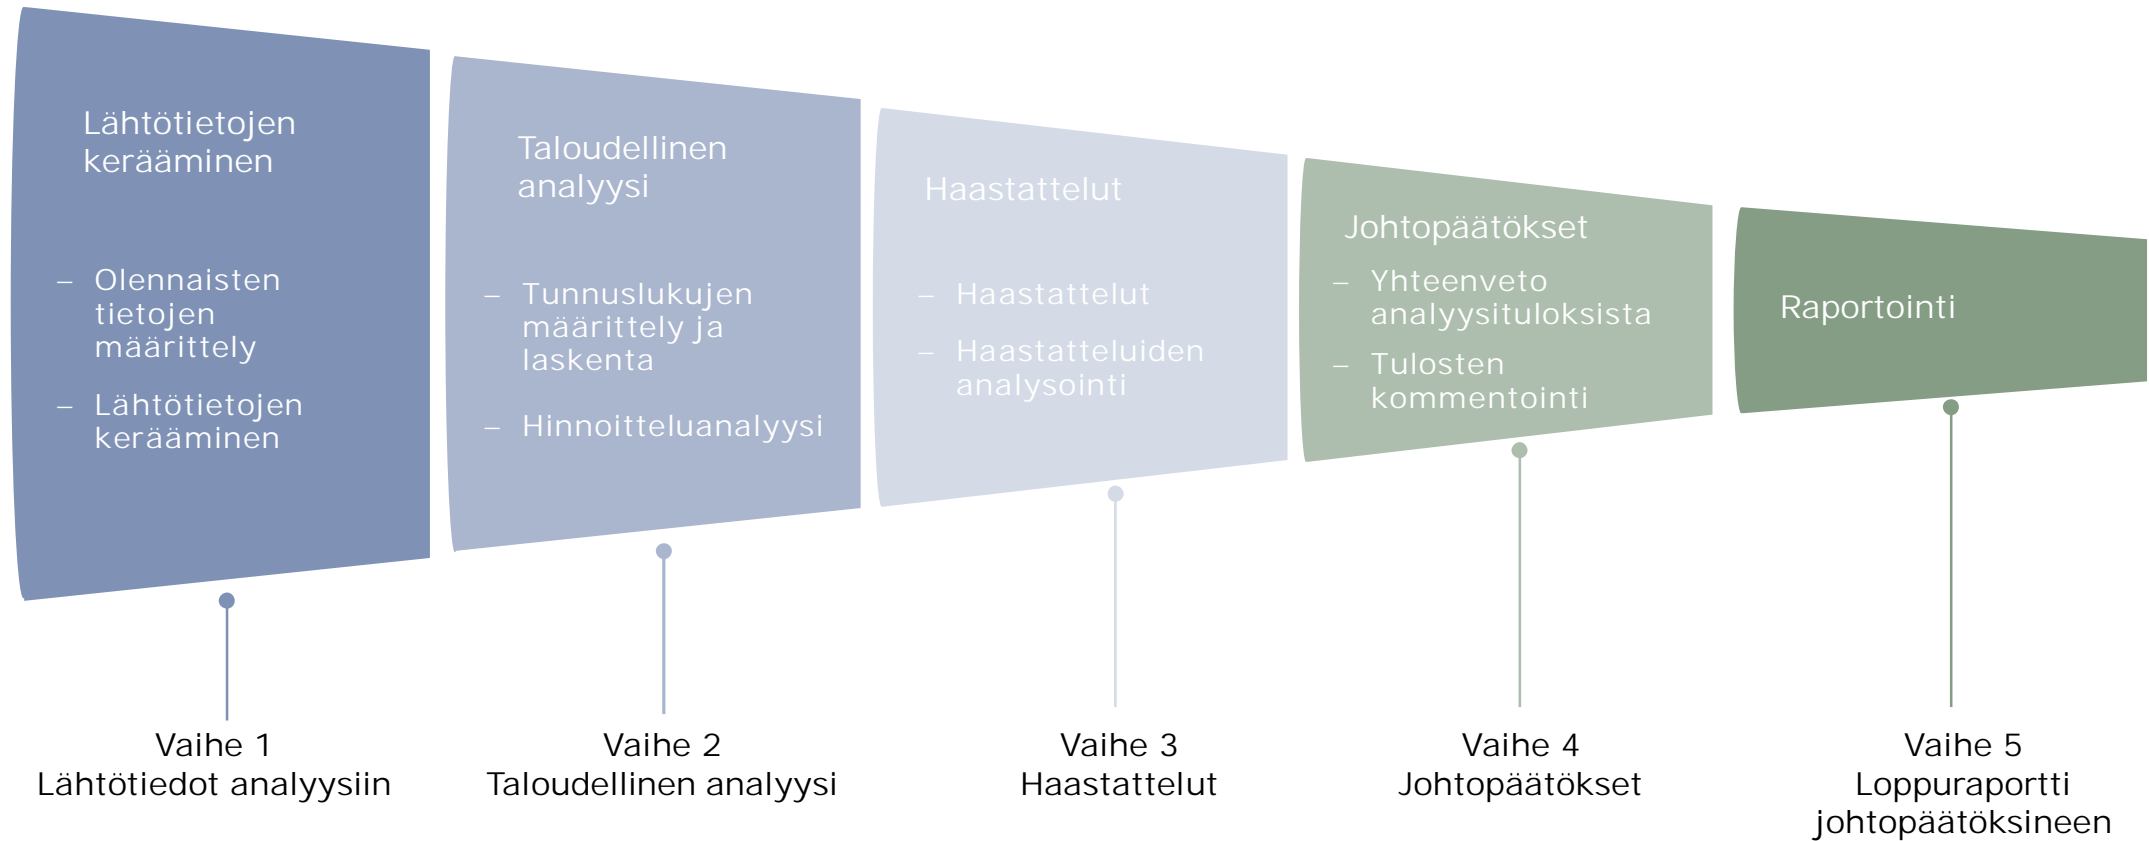 Lähtötietojen
kerääminen
– Olennaisten
tietojen
määrittely
– Lähtötietojen
kerääminen
Taloudellinen
analyysi
– Tunnuslukujen
määrittely ja
laskenta
– Hinnoitteluanalyysi
Haastattelut
– Haastattelut
– Haastatteluiden
analysointi
Johtopäätökset
– Yhteenveto
analyysituloksista
– Tulosten
kommentointi
Raportointi
Vaihe 1
Lähtötiedot analyysiin
Vaihe 2
Taloudellinen analyysi
Vaihe 3
Haastattelut
Vaihe 4
Johtopäätökset
Vaihe 5
Loppuraportti
johtopäätöksineen